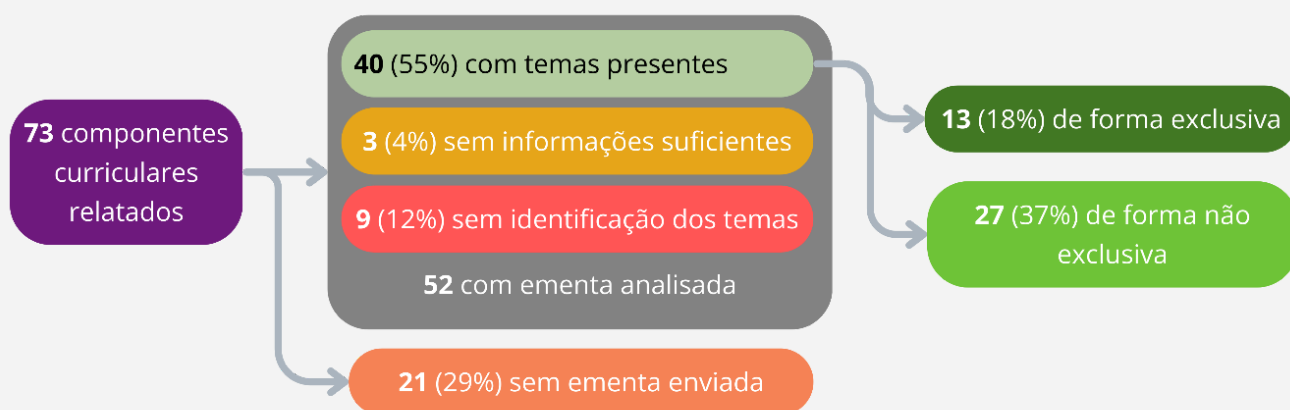 73 componentes
curriculares
relatados
40 (55%) com temas presentes
3 (4%) sem informações suficientes
9 (12%) sem identificação dos temas
52 com ementa analisada
21 (29%) sem ementa enviada
13 (18%) de forma exclusiva
27 (37%) de forma não
exclusiva